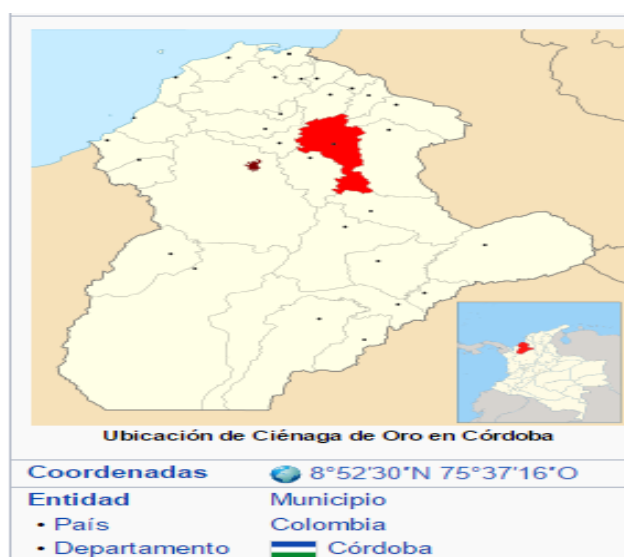 Ubicación de Ciénaga de Oro en Córdoba
Coordenadas 8°52′30″N 75°37′16″O
Entidad Municipio
• País Colombia
• Departamento Córdoba